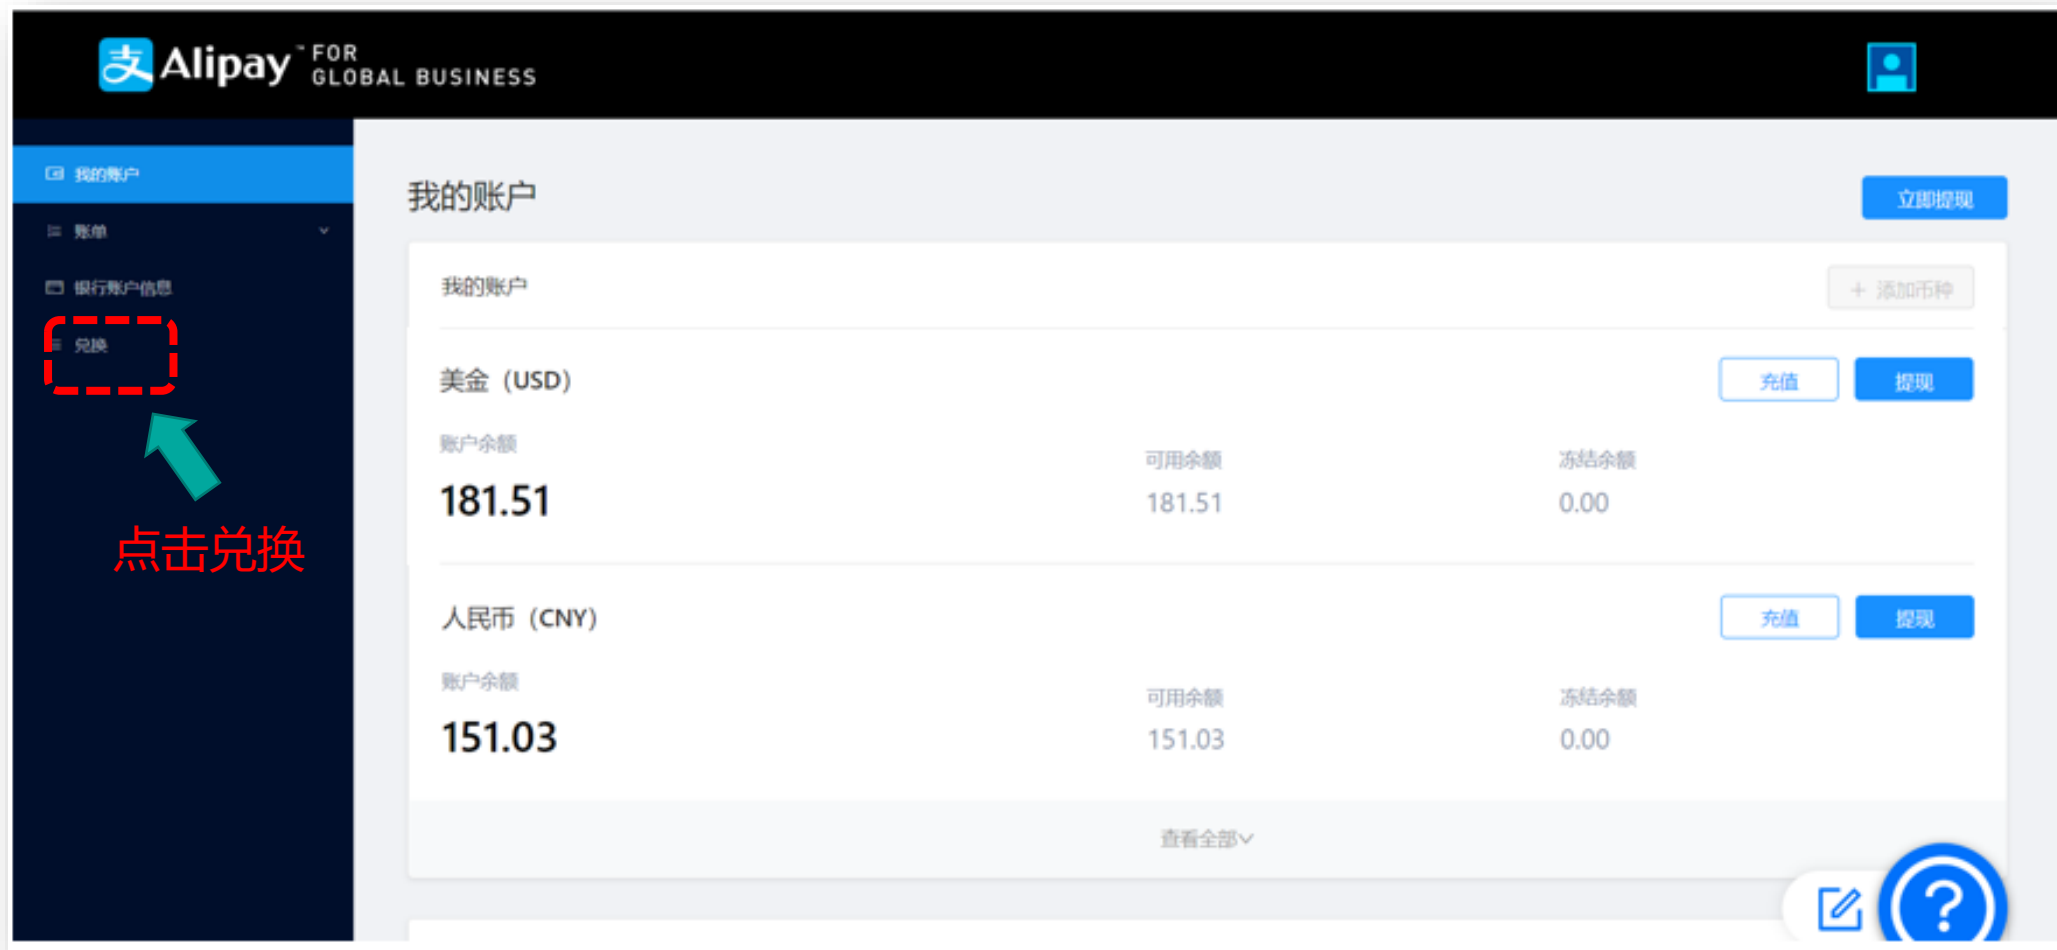 支 Alipay™ FOR
GLOBAL BUSINESS
我的账户
账单
银行账户信息
兑换
点击兑换
我的账户
立即提现
我的账户
+ 添加币种
美金（USD）
充值
提现
账户余额
可用余额
冻结余额
181.51
181.51
0.00
人民币（CNY）
充值
提现
账户余额
可用余额
冻结余额
151.03
151.03
0.00
查看全部
?